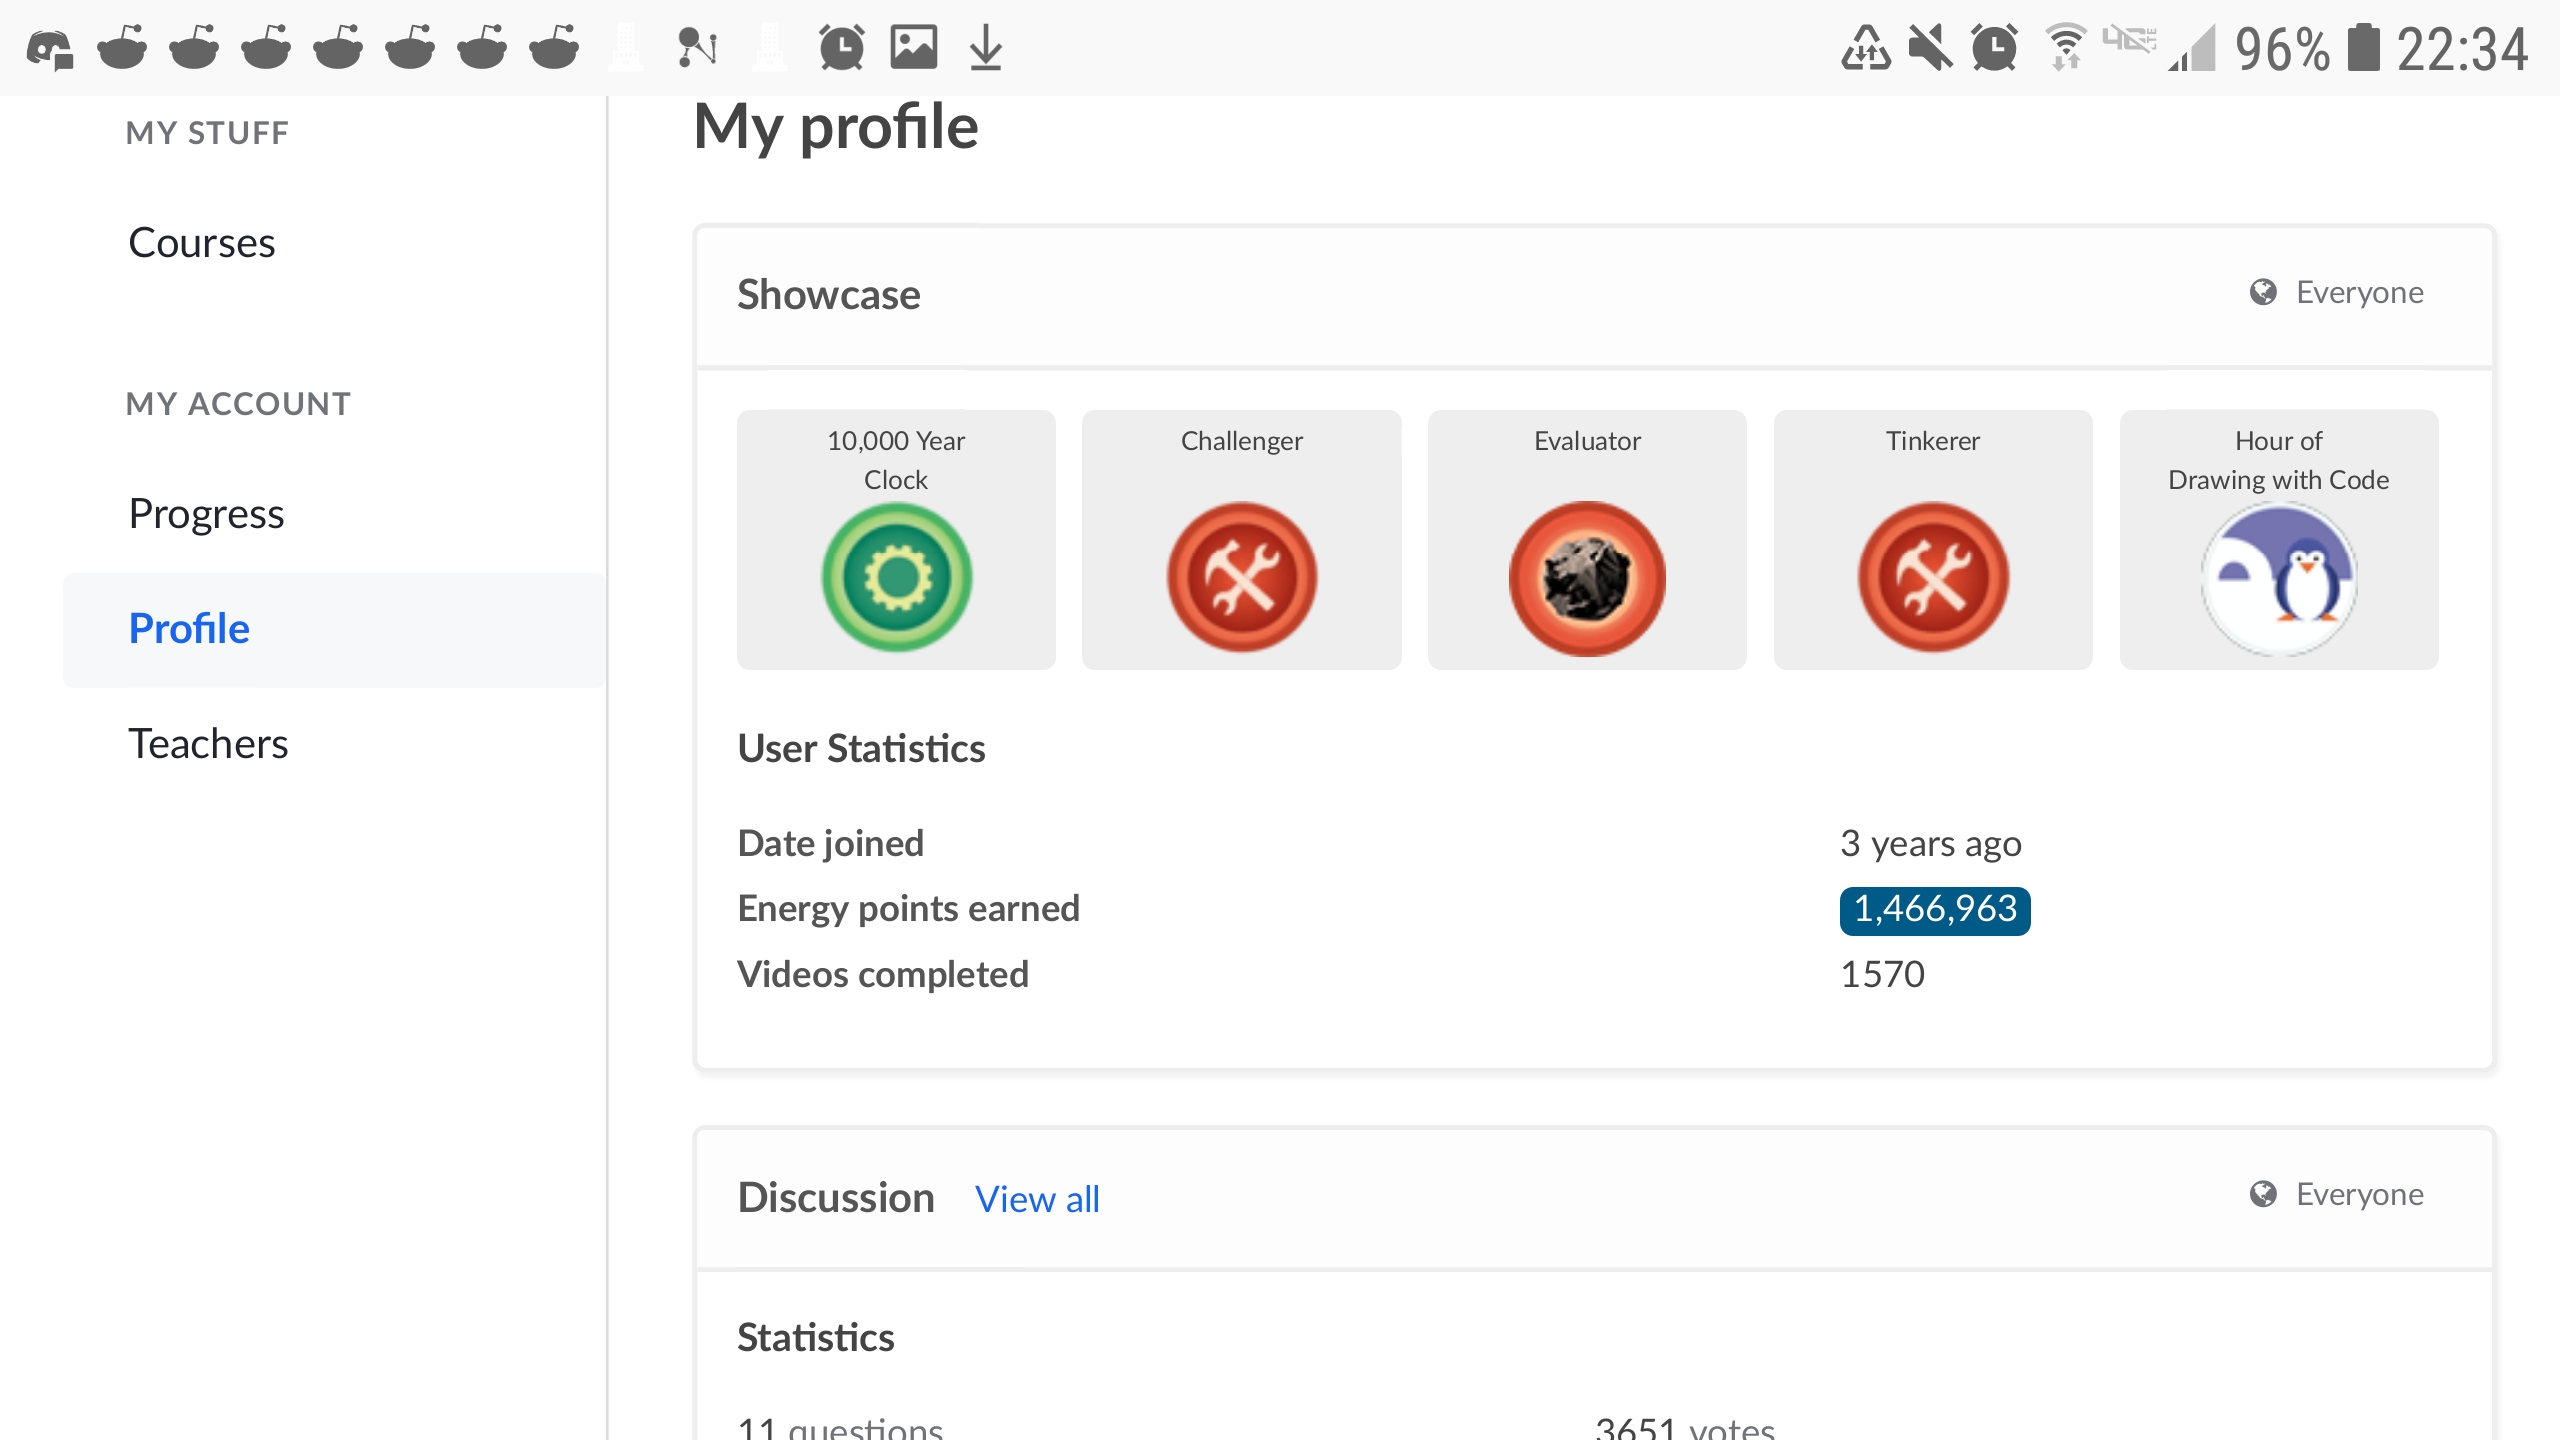 96% 22:34
MY STUFF
Courses
MY ACCOUNT
Progress
Profile
Teachers
My profile
Showcase
Everyone
10,000 Year
Clock
Challenger
Evaluator
Tinkerer
Hour of
Drawing with Code
User Statistics
Date joined 3 years ago
Energy points earned 1,466,963
Videos completed 1570
Discussion View all
Everyone
Statistics
11 questions 3651 votes